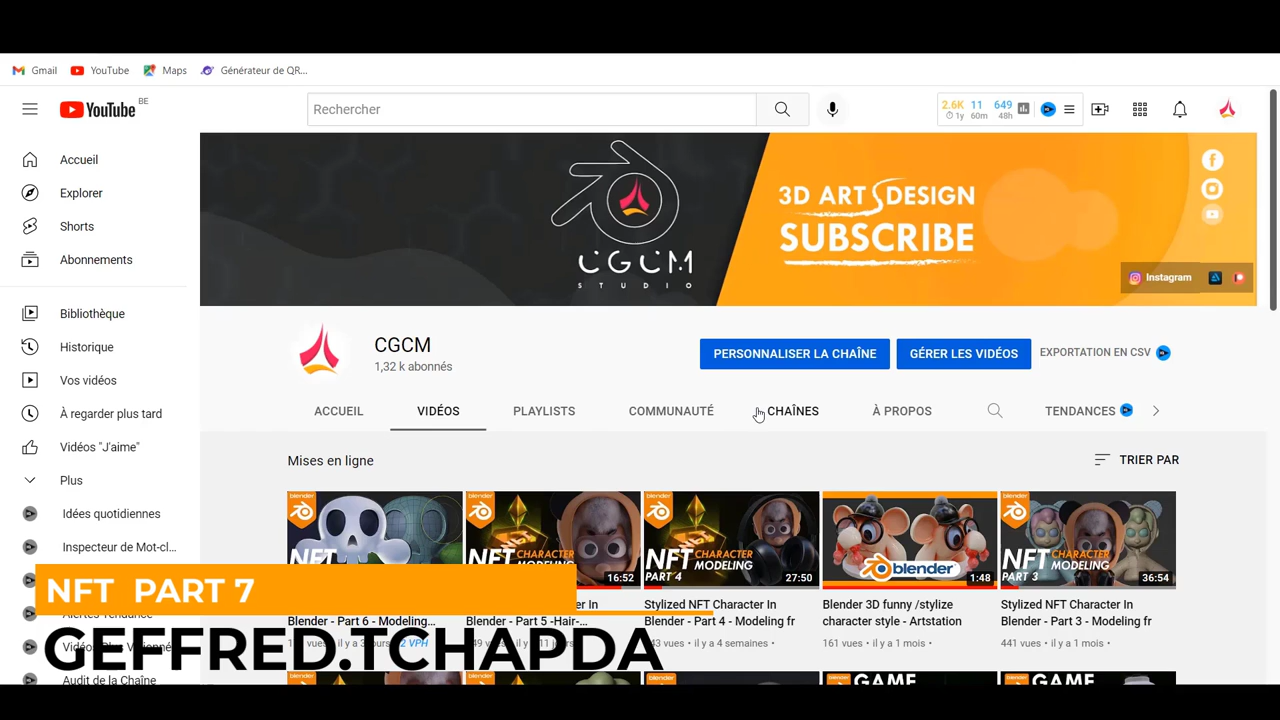 Gmail
YouTube
Maps
Générateur de QR...
YouTube BE
Rechercher
2.6K 11 649
1y 60m 48h
Accueil
Explorer
Shorts
Abonnements
Bibliothèque
Historique
Vos vidéos
À regarder plus tard
Vidéos "J'aime"
Plus
Idées quotidiennes
Inspecteur de Mot-cl...
Audit de la Chaîne
CGCM
STUDIO
3D ART & DESIGN
SUBSCRIBE
Instagram
CGCM
1,32 k abonnés
PERSONNALISER LA CHAÎNE
GÉRER LES VIDÉOS
EXPORTATION EN CSV
ACCUEIL
VIDÉOS
PLAYLISTS
COMMUNAUTÉ
CHAÎNES
À PROPOS
TENDANCES
Mises en ligne
TRIER PAR
blender
NFT
blender
NFT CHARACTER
16:52
blender
NFT CHARACTER
MODELING
PART 4
27:50
blender
1:48
blender
NFT CHARACTER
MODELING
PART 3
36:54
Blender - Part 6 - Modeling...
2 VPH
Blender - Part 5 -Hair-...
Stylized NFT Character In
Blender - Part 4 - Modeling fr
vues • il y a 4 semaines •
Blender 3D funny /stylize
character style - Artstation
161 vues • il y a 1 mois •
Stylized NFT Character In
Blender - Part 3 - Modeling fr
441 vues • il y a 1 mois •
GAME
GAME
NFT PART 7
GEFFRED.TCHAPDA